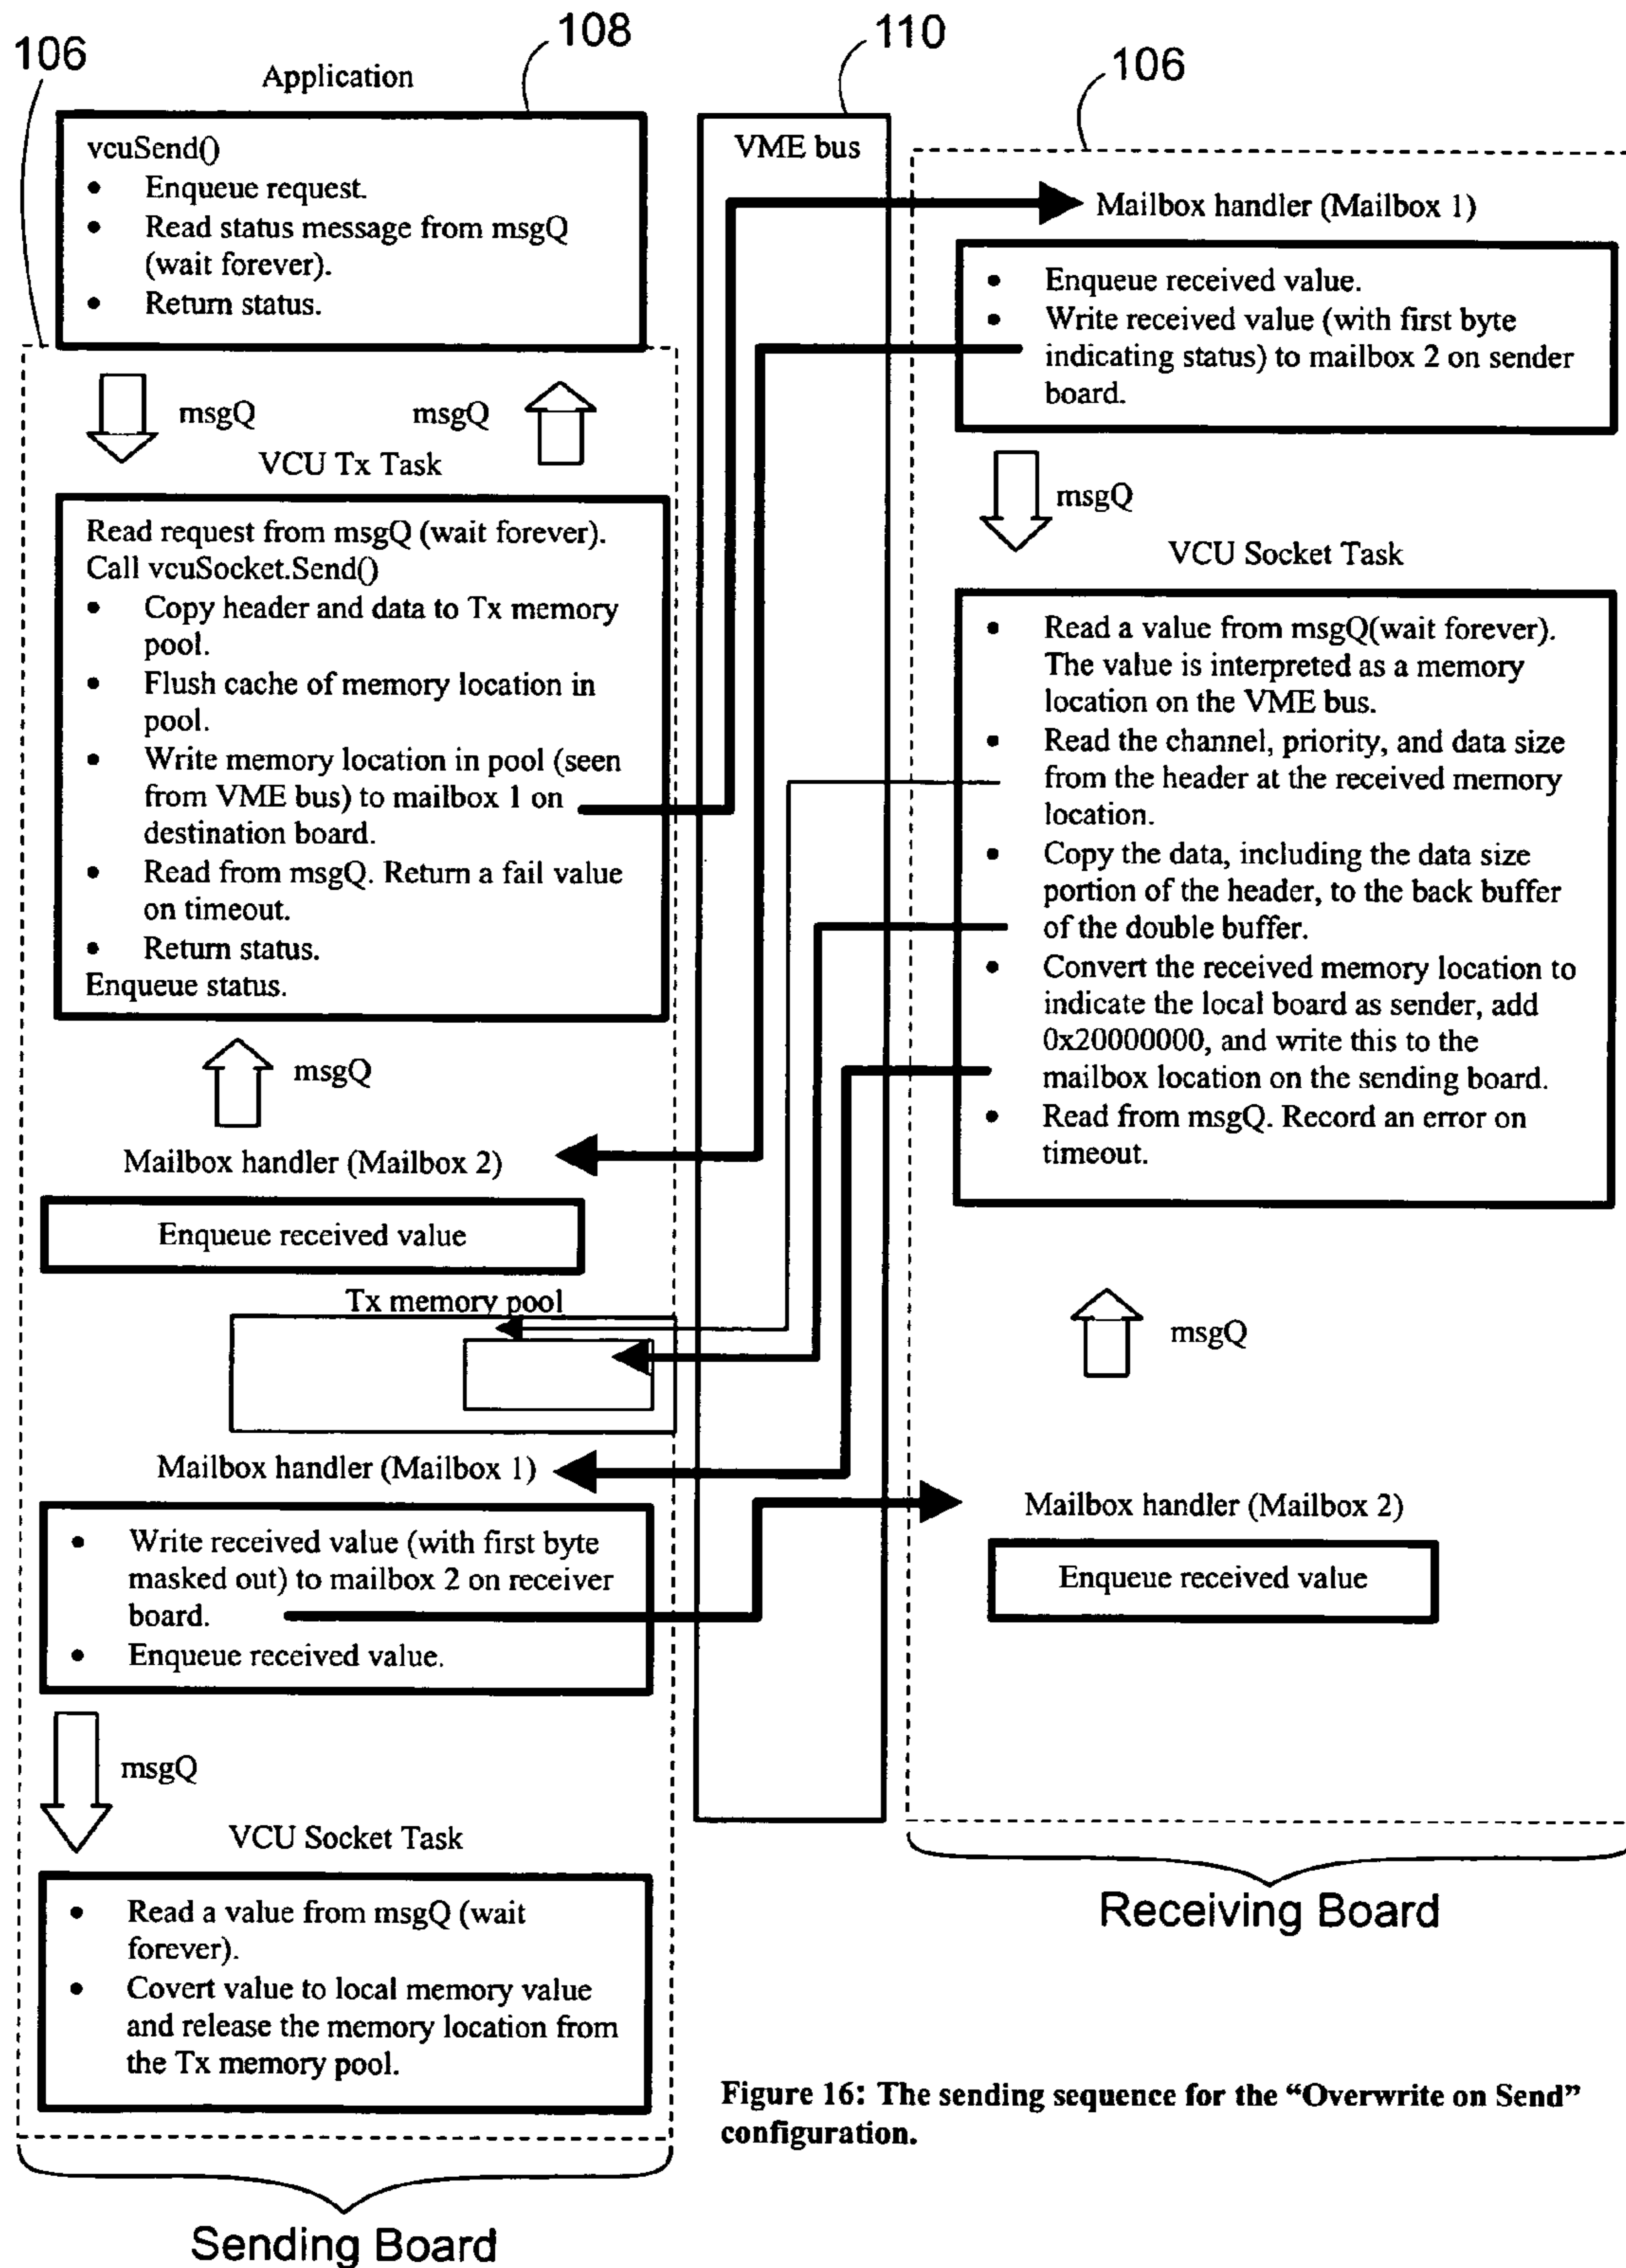 106
Application
108
110
106
vcuSend()
• Enqueue request.
• Read status message from msgQ
(wait forever).
• Return status.
106
msgQ
msgQ
VCU Tx Task
Read request from msgQ (wait forever).
Call vcuSocket.Send()
• Copy header and data to Tx memory
pool.
• Flush cache of memory location in
pool.
• Write memory location in pool (seen
from VME bus) to mailbox 1 on
destination board.
• Read from msgQ. Return a fail value
on timeout.
• Return status.
Enqueue status.
msgQ
Mailbox handler (Mailbox 2)
Enqueue received value
Tx memory pool
Mailbox handler (Mailbox 1)
• Write received value (with first byte
masked out) to mailbox 2 on receiver
board.
• Enqueue received value.
msgQ
VCU Socket Task
• Read a value from msgQ (wait
forever).
• Covert value to local memory value
and release the memory location from
the Tx memory pool.
Sending Board
VME bus
Mailbox handler (Mailbox 1)
• Enqueue received value.
• Write received value (with first byte
indicating status) to mailbox 2 on sender
board.
msgQ
VCU Socket Task
• Read a value from msgQ(wait forever).
The value is interpreted as a memory
location on the VME bus.
• Read the channel, priority, and data size
from the header at the received memory
location.
• Copy the data, including the data size
portion of the header, to the back buffer
of the double buffer.
• Convert the received memory location to
indicate the local board as sender, add
0x20000000, and write this to the
mailbox location on the sending board.
• Read from msgQ. Record an error on
timeout.
msgQ
Mailbox handler (Mailbox 2)
Enqueue received value
Receiving Board
Figure 16: The sending sequence for the “Overwrite on Send”
configuration.